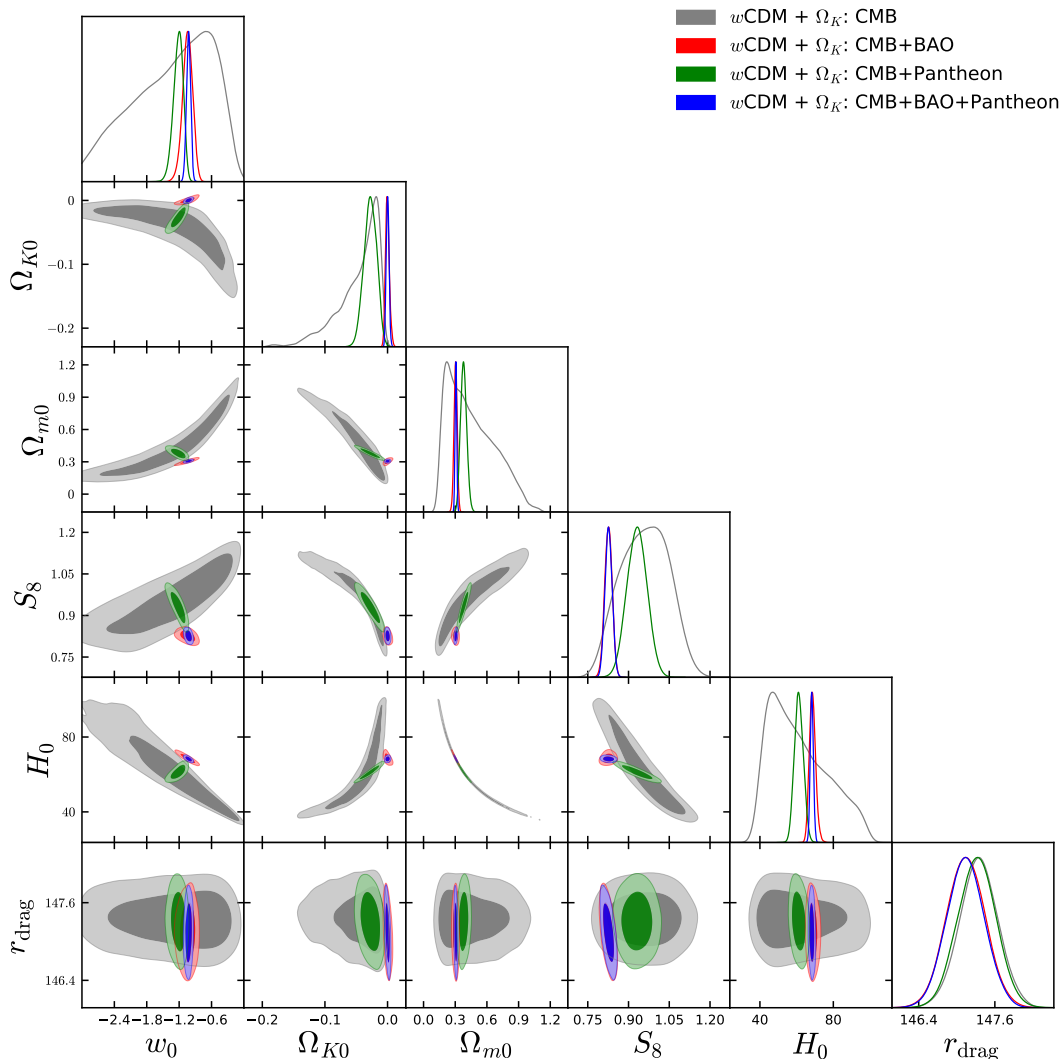 wCDM + Ω_K: CMB
wCDM + Ω_K: CMB+BAO
wCDM + Ω_K: CMB+Pantheon
wCDM + Ω_K: CMB+BAO+Pantheon
0
−0.1
−0.2
Ω_K0
1.2
0.9
0.6
0.3
0
Ω_m0
1.2
1.05
0.9
0.75
S_8
80
40
H_0
147.6
146.4
r_drag
−2.4 −1.8 −1.2 −0.6
−0.2 −0.1 0.0
0.0 0.3 0.6 0.9 1.2
0.75 0.90 1.05 1.20
40 80
146.4 147.6
w_0 Ω_K0 Ω_m0 S_8 H_0 r_drag